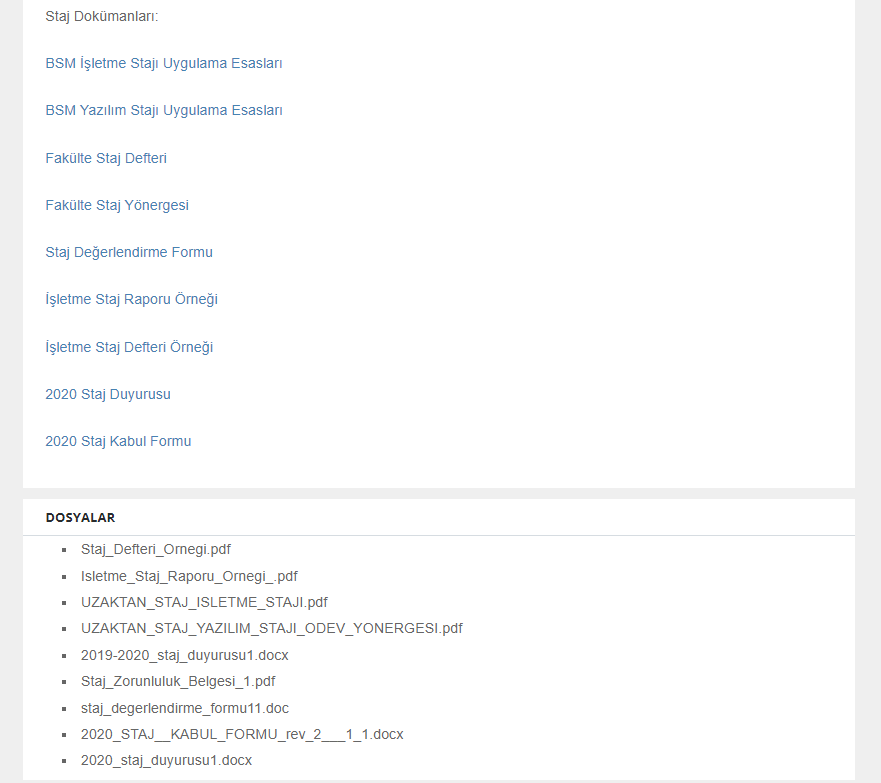 Staj Dokümanları:
BSM İşletme Stajı Uygulama Esasları
BSM Yazılım Stajı Uygulama Esasları
Fakülte Staj Defteri
Fakülte Staj Yönergesi
Staj Değerlendirme Formu
İşletme Staj Raporu Örneği
İşletme Staj Defteri Örneği
2020 Staj Duyurusu
2020 Staj Kabul Formu
DOSYALAR
Staj_Defteri_Ornegi.pdf
Isletme_Staj_Raporu_Ornegi_.pdf
UZAKTAN_STAJ_ISLETME_STAJI.pdf
UZAKTAN_STAJ_YAZILIM_STAJI_ODEV_YONERGESI.pdf
2019-2020_staj_duyurusu1.docx
Staj_Zorunluluk_Belgesi_1.pdf
staj_degerlendirme_formu11.doc
2020_STAJ__KABUL_FORMU_rev_2___1_1.docx
2020_staj_duyurusu1.docx